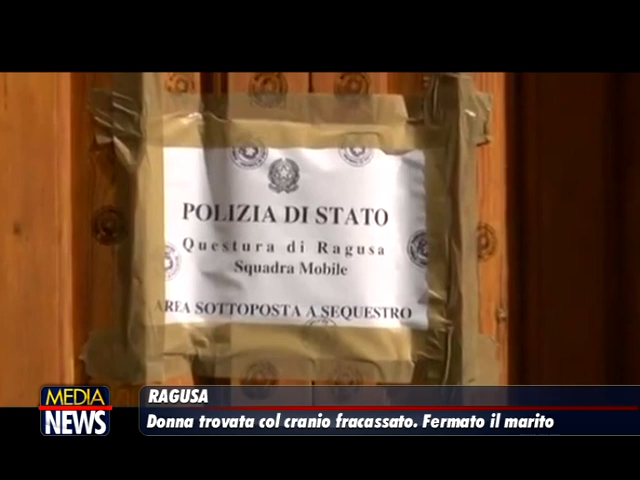 POLIZIA DI STATO
Questura di Ragusa
Squadra Mobile
AREA SOTTOPOSTA A SEQUESTRO
MEDIA
NEWS
RAGUSA
Donna trovata col cranio fracassato. Fermato il marito